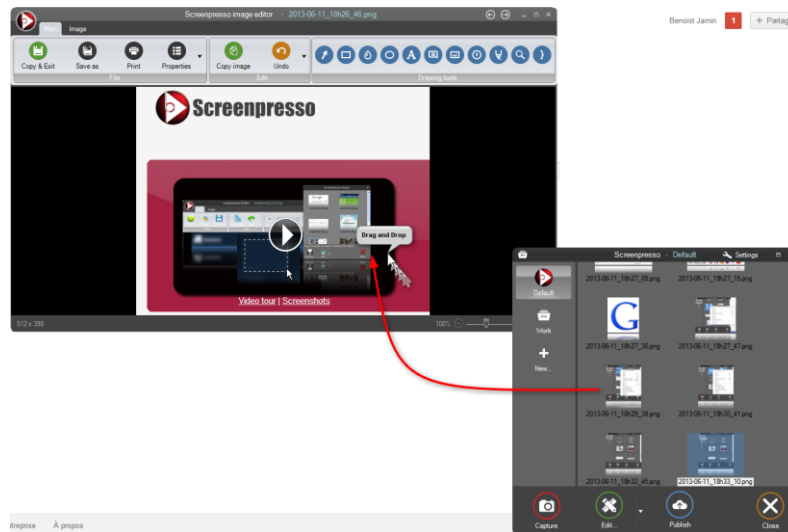 Screenpresso image editor - 2013-06-11_18h26_46.png
Benoist Jamin 1 + Partag
Main Image
Copy & Exit Save as Print Properties Copy image Undo
File Edit Drawing tools
Screenpresso
Drag and Drop
Video tour | Screenshots
512 x 398 100%
Screenpresso - Default Settings
Default
Work
New...
2013-06-11_18h27_05.png 2013-06-11_18h27_15.png
G
2013-06-11_18h27_36.png 2013-06-11_18h27_47.png
2013-06-11_18h29_38.png 2013-06-11_18h30_41.png
2013-06-11_18h32_45.png 2013-06-11_18h33_10.png
Capture Edit... Publish Close
treprise À propos